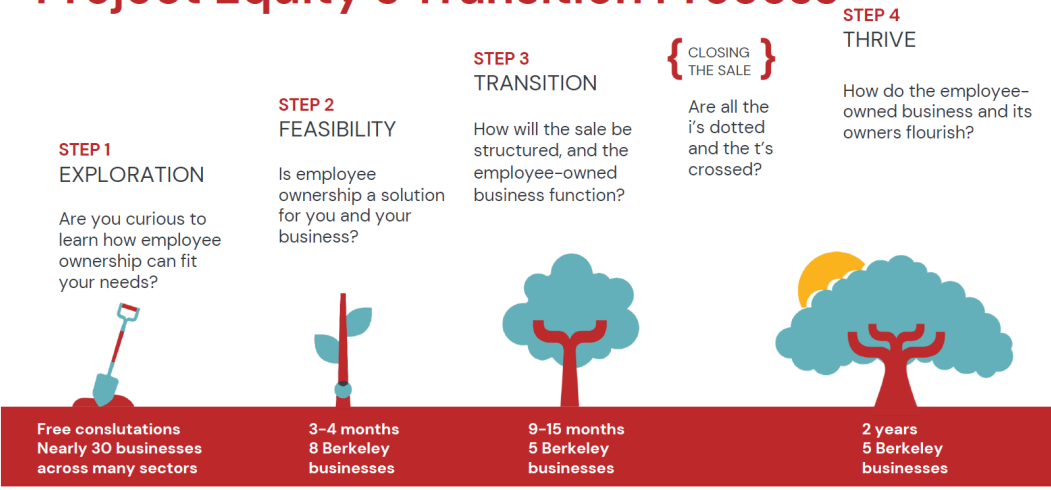 Project Equity's Transition Process
STEP 1
EXPLORATION
Are you curious to
learn how employee
ownership can fit
your needs?
STEP 2
FEASIBILITY
Is employee
ownership a solution
for you and your
business?
STEP 3
TRANSITION
How will the sale be
structured, and the
employee-owned
business function?
{ CLOSING
THE SALE }
Are all the
i's dotted
and the t's
crossed?
STEP 4
THRIVE
How do the employee-
owned business and its
owners flourish?
Free conslutations
Nearly 30 businesses
across many sectors
3-4 months
8 Berkeley
businesses
9-15 months
5 Berkeley
businesses
2 years
5 Berkeley
businesses